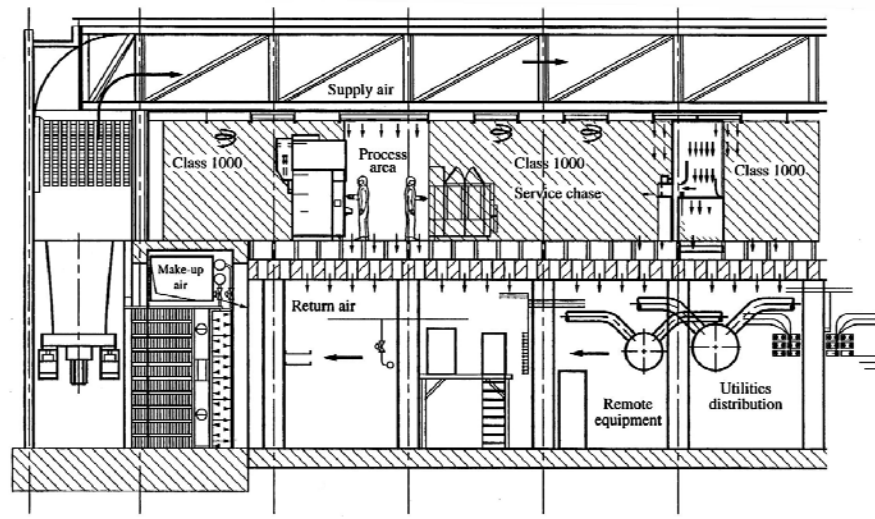 Supply air
Process
area
Class 1000
Class 1000
Service chase
Class 1000
Make-up
air
Return air
Remote
equipment
Utilitics
distribution